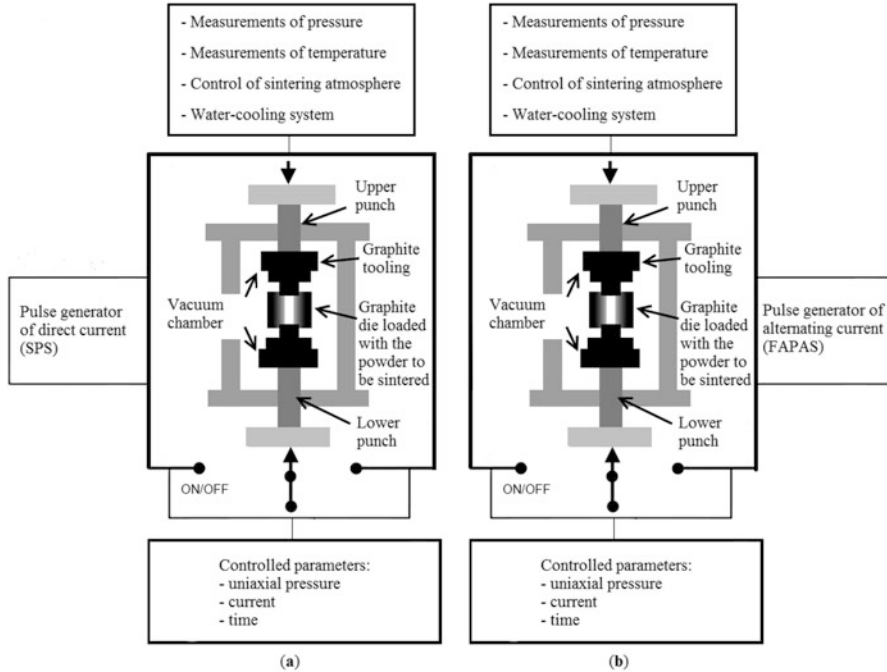 - Measurements of pressure
- Measurements of temperature
- Control of sintering atmosphere
- Water-cooling system
Upper
punch
Graphite
tooling
Vacuum
chamber
Graphite
die loaded
with the
powder to
be sintered
Lower
punch
Pulse generator
of direct current
(SPS)
ON/OFF
Controlled parameters:
- uniaxial pressure
- current
- time
(a)
- Measurements of pressure
- Measurements of temperature
- Control of sintering atmosphere
- Water-cooling system
Upper
punch
Graphite
tooling
Vacuum
chamber
Graphite
die loaded
with the
powder to
be sintered
Lower
punch
Pulse generator of
alternating current
(FAPAS)
ON/OFF
Controlled parameters:
- uniaxial pressure
- current
- time
(b)